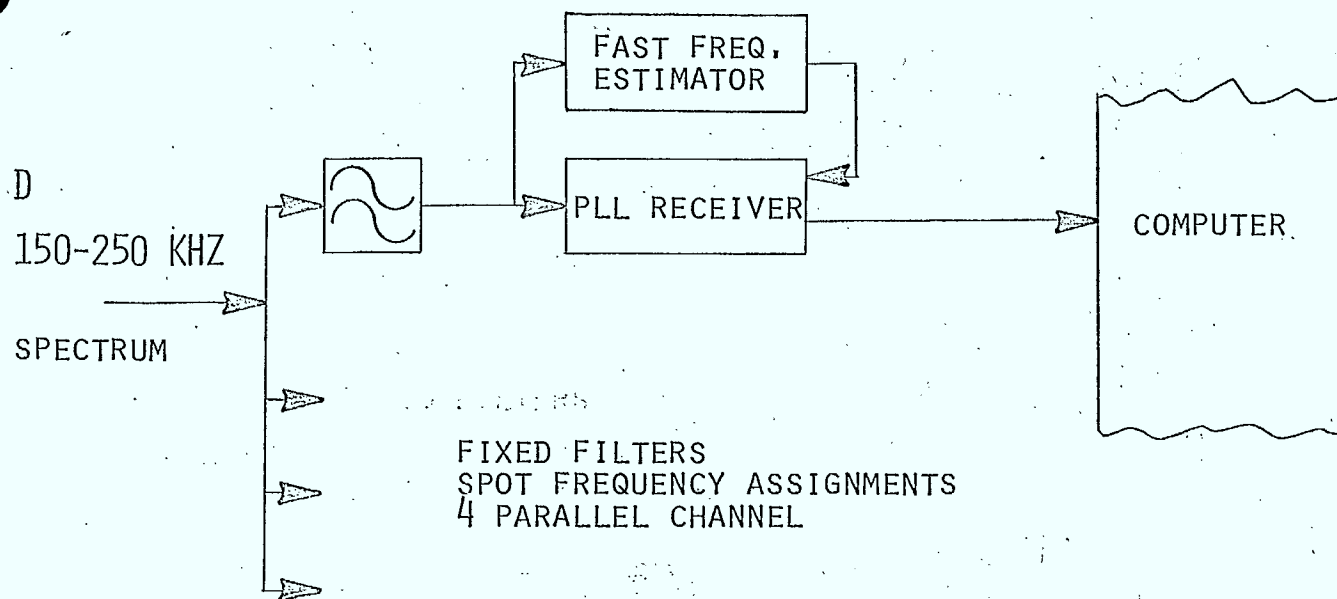 FAST FREQ.
ESTIMATOR
D
150-250 KHZ
SPECTRUM
PLL RECEIVER
COMPUTER
FIXED FILTERS
SPOT FREQUENCY ASSIGNMENTS
4 PARALLEL CHANNEL